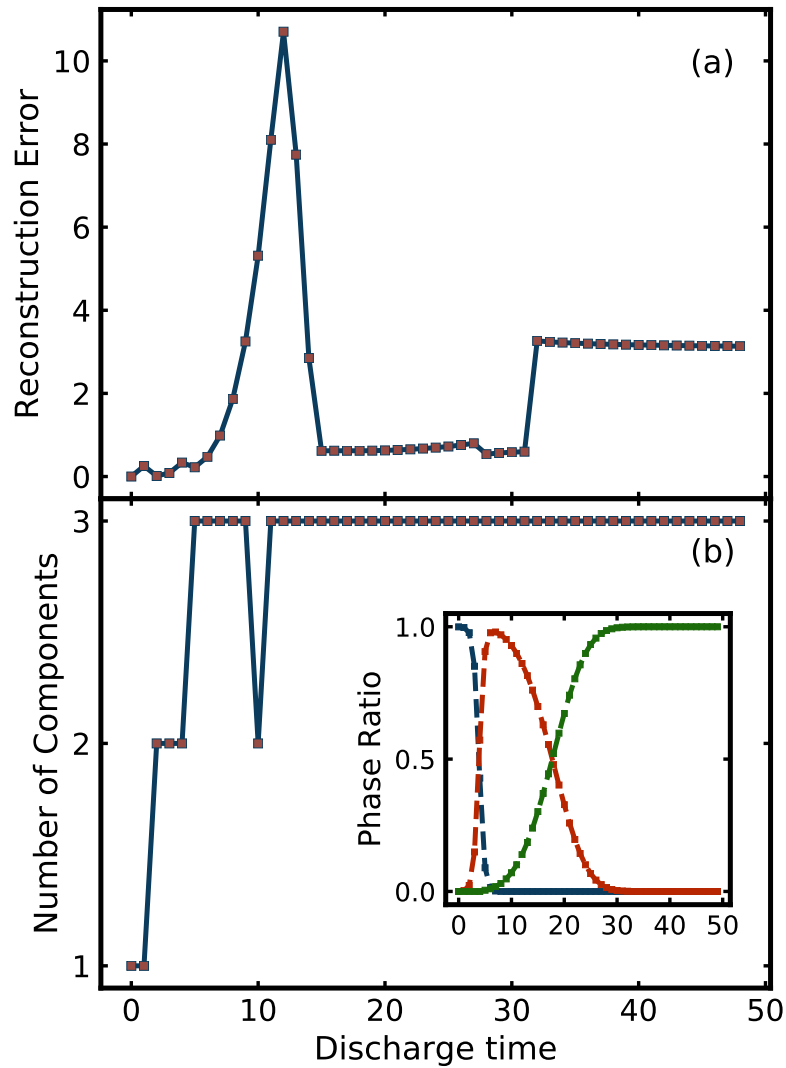 (a)
Reconstruction Error
10
8
6
4
2
0
(b)
Number of Components
3
2
1
Phase Ratio
1.0
0.5
0.0
0 10 20 30 40 50
0 10 20 30 40 50
Discharge time